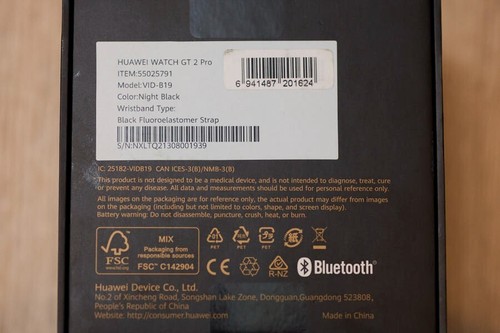 HUAWEI WATCH GT 2 Pro
ITEM:55025791
Model:VID-B19
Color:Night Black
Wristband Type:
Black Fluoroelastomer Strap
6 941487 201624
S/N:NXLTQ21308001939
IC: 25182-VIDB19 CAN ICES-3(B)/NMB-3(B)
This product is not designed to be a medical device, and is not intended to diagnose, treat, cure
or prevent any disease. All data and measurements should be used for personal reference only.
All images on the packaging are for reference only, the actual product may differ from images
on the packaging (including but not limited to colors, shape, and screen display).
Battery warning: Do not disassemble, puncture, crush, heat, or burn.
FSC
www.fsc.org
MIX
Packaging from
responsible sources
FSC™ C142904
PET
PET
紙
CE
R-NZ
Bluetooth®
Huawei Device Co., Ltd.
No.2 of Xincheng Road, Songshan Lake Zone, Dongguan,Guangdong 523808,
People's Republic of China
Website: http://consumer.huawei.com
Made in China